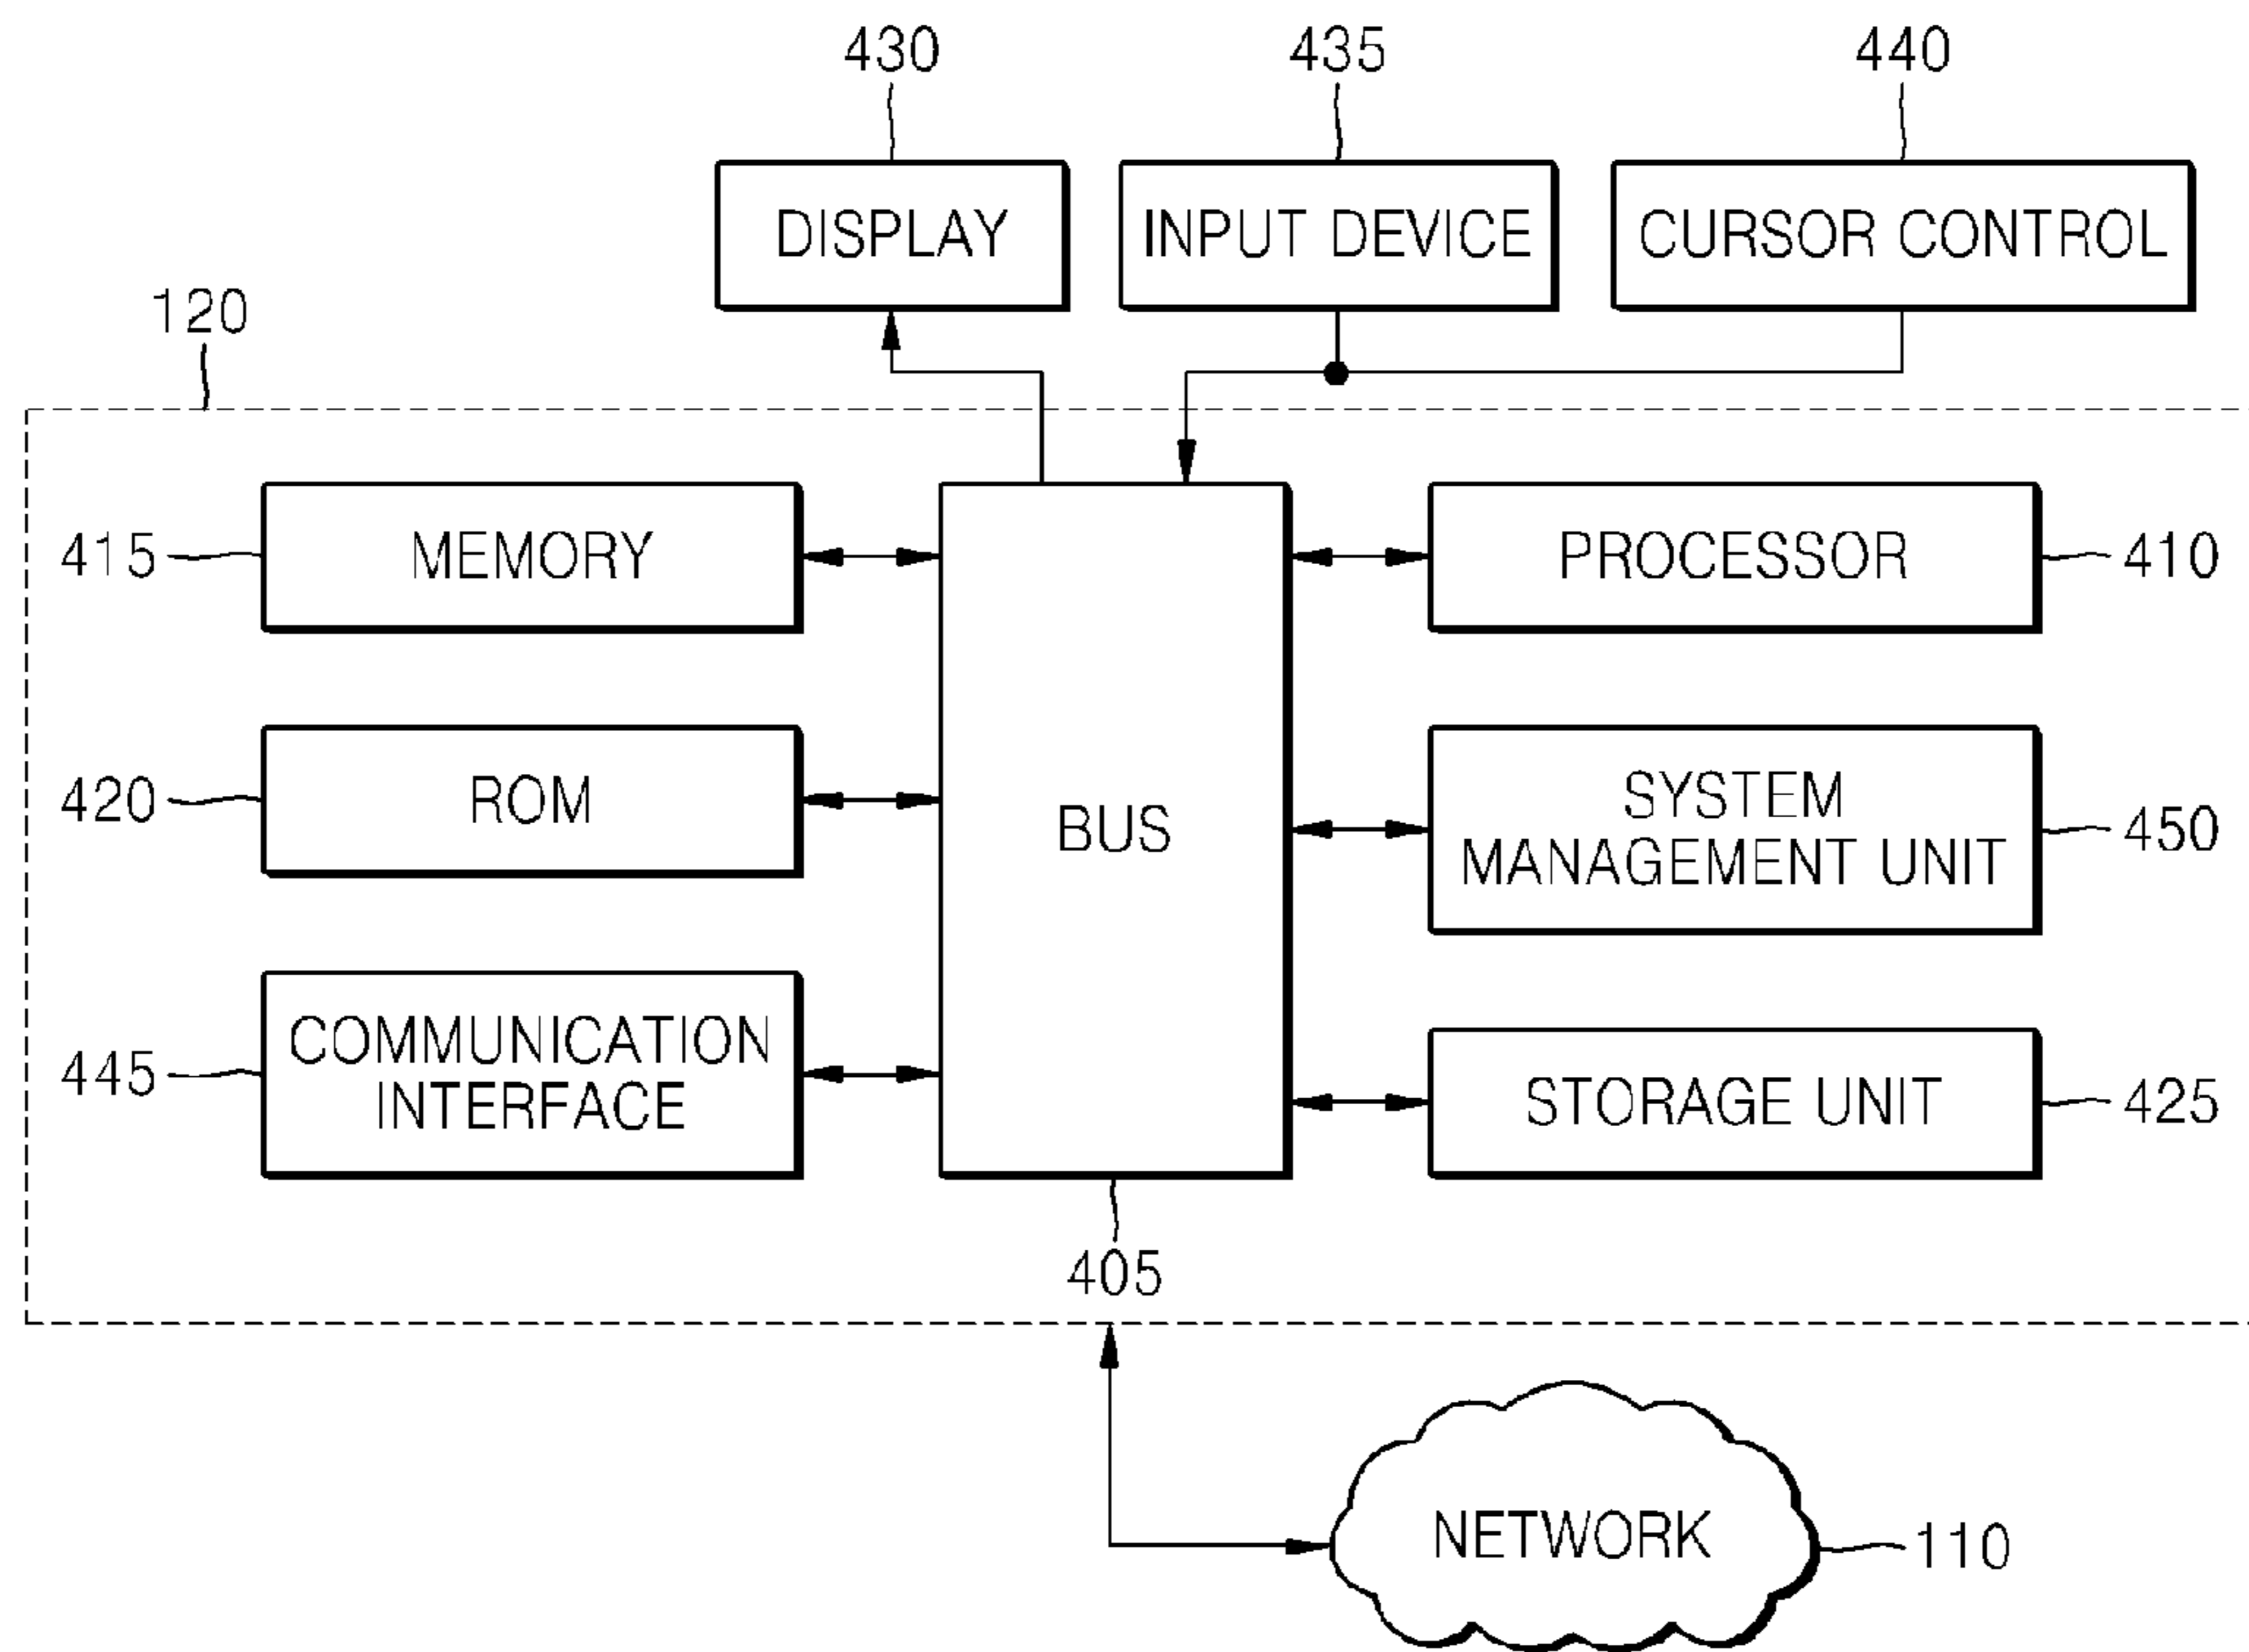 430
435
440
DISPLAY
INPUT DEVICE
CURSOR CONTROL
120
415
MEMORY
PROCESSOR
410
420
ROM
BUS
SYSTEM
MANAGEMENT UNIT
450
445
COMMUNICATION
INTERFACE
STORAGE UNIT
425
405
NETWORK
110